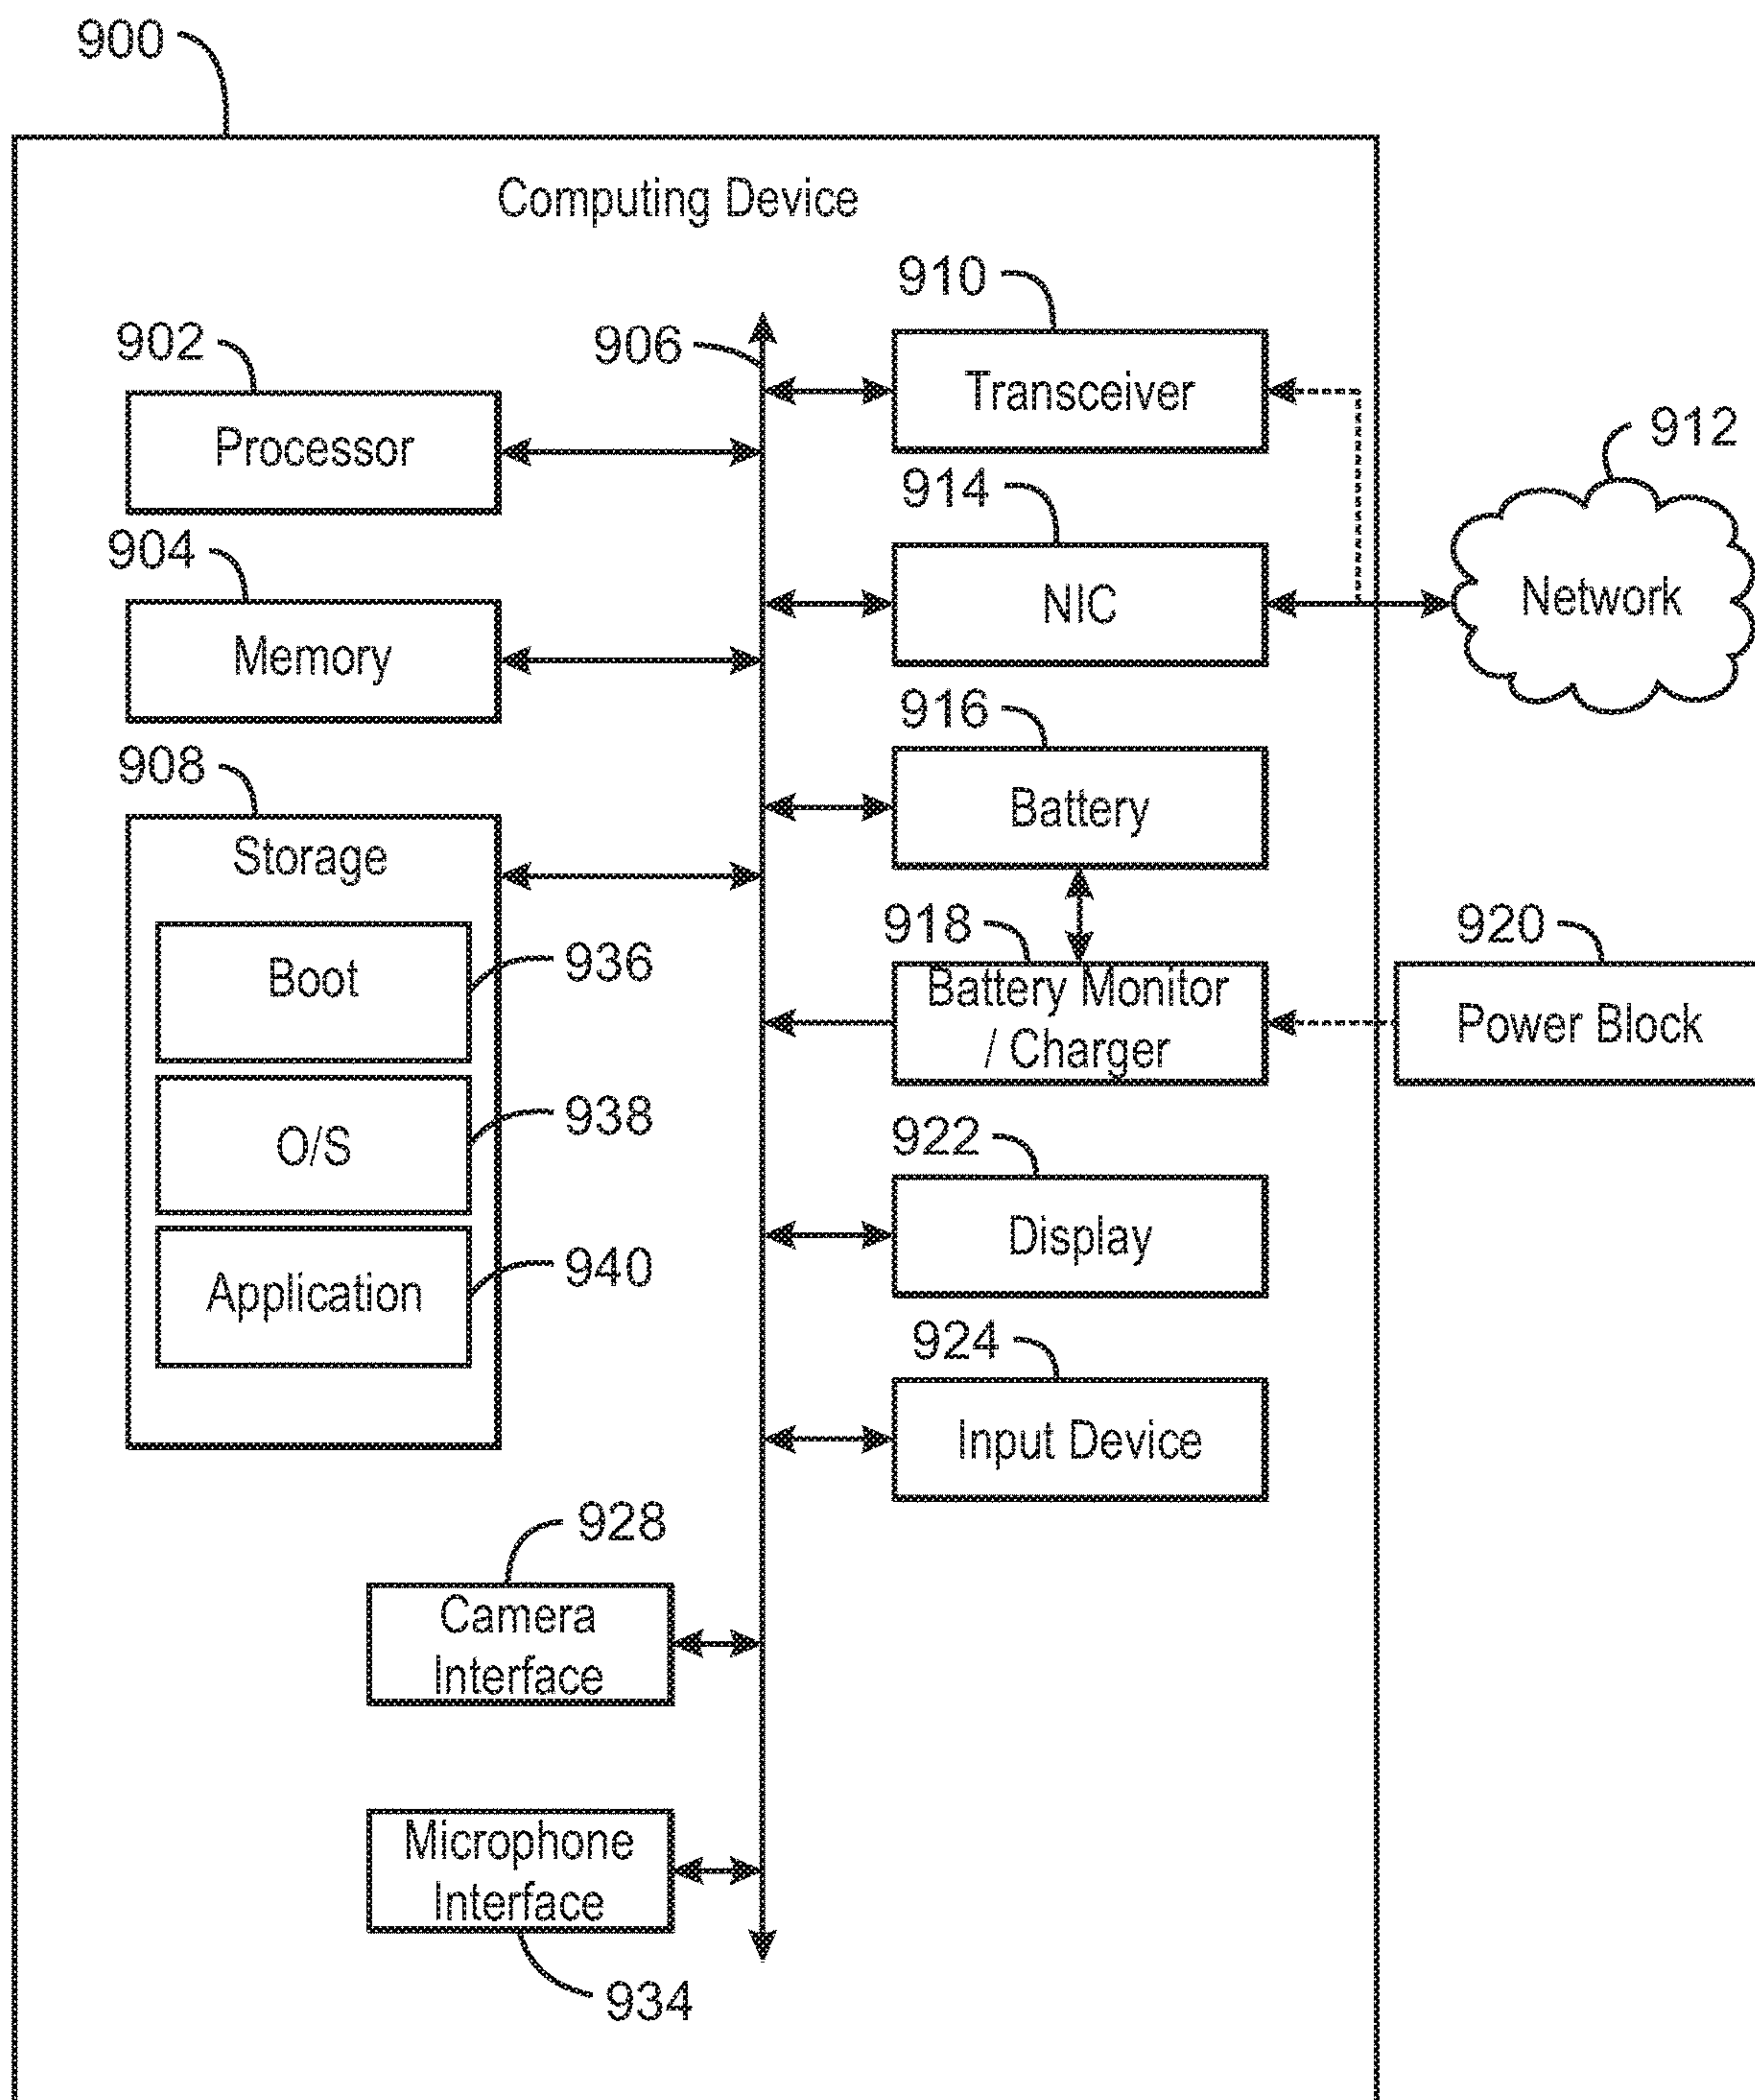 900
Computing Device
910
902
906
Transceiver
912
Processor
914
904
NIC
Network
Memory
916
908
Battery
Storage
918
920
936
Boot
Battery Monitor
/ Charger
Power Block
938
922
O/S
Display
940
Application
924
Input Device
928
Camera
Interface
Microphone
Interface
934